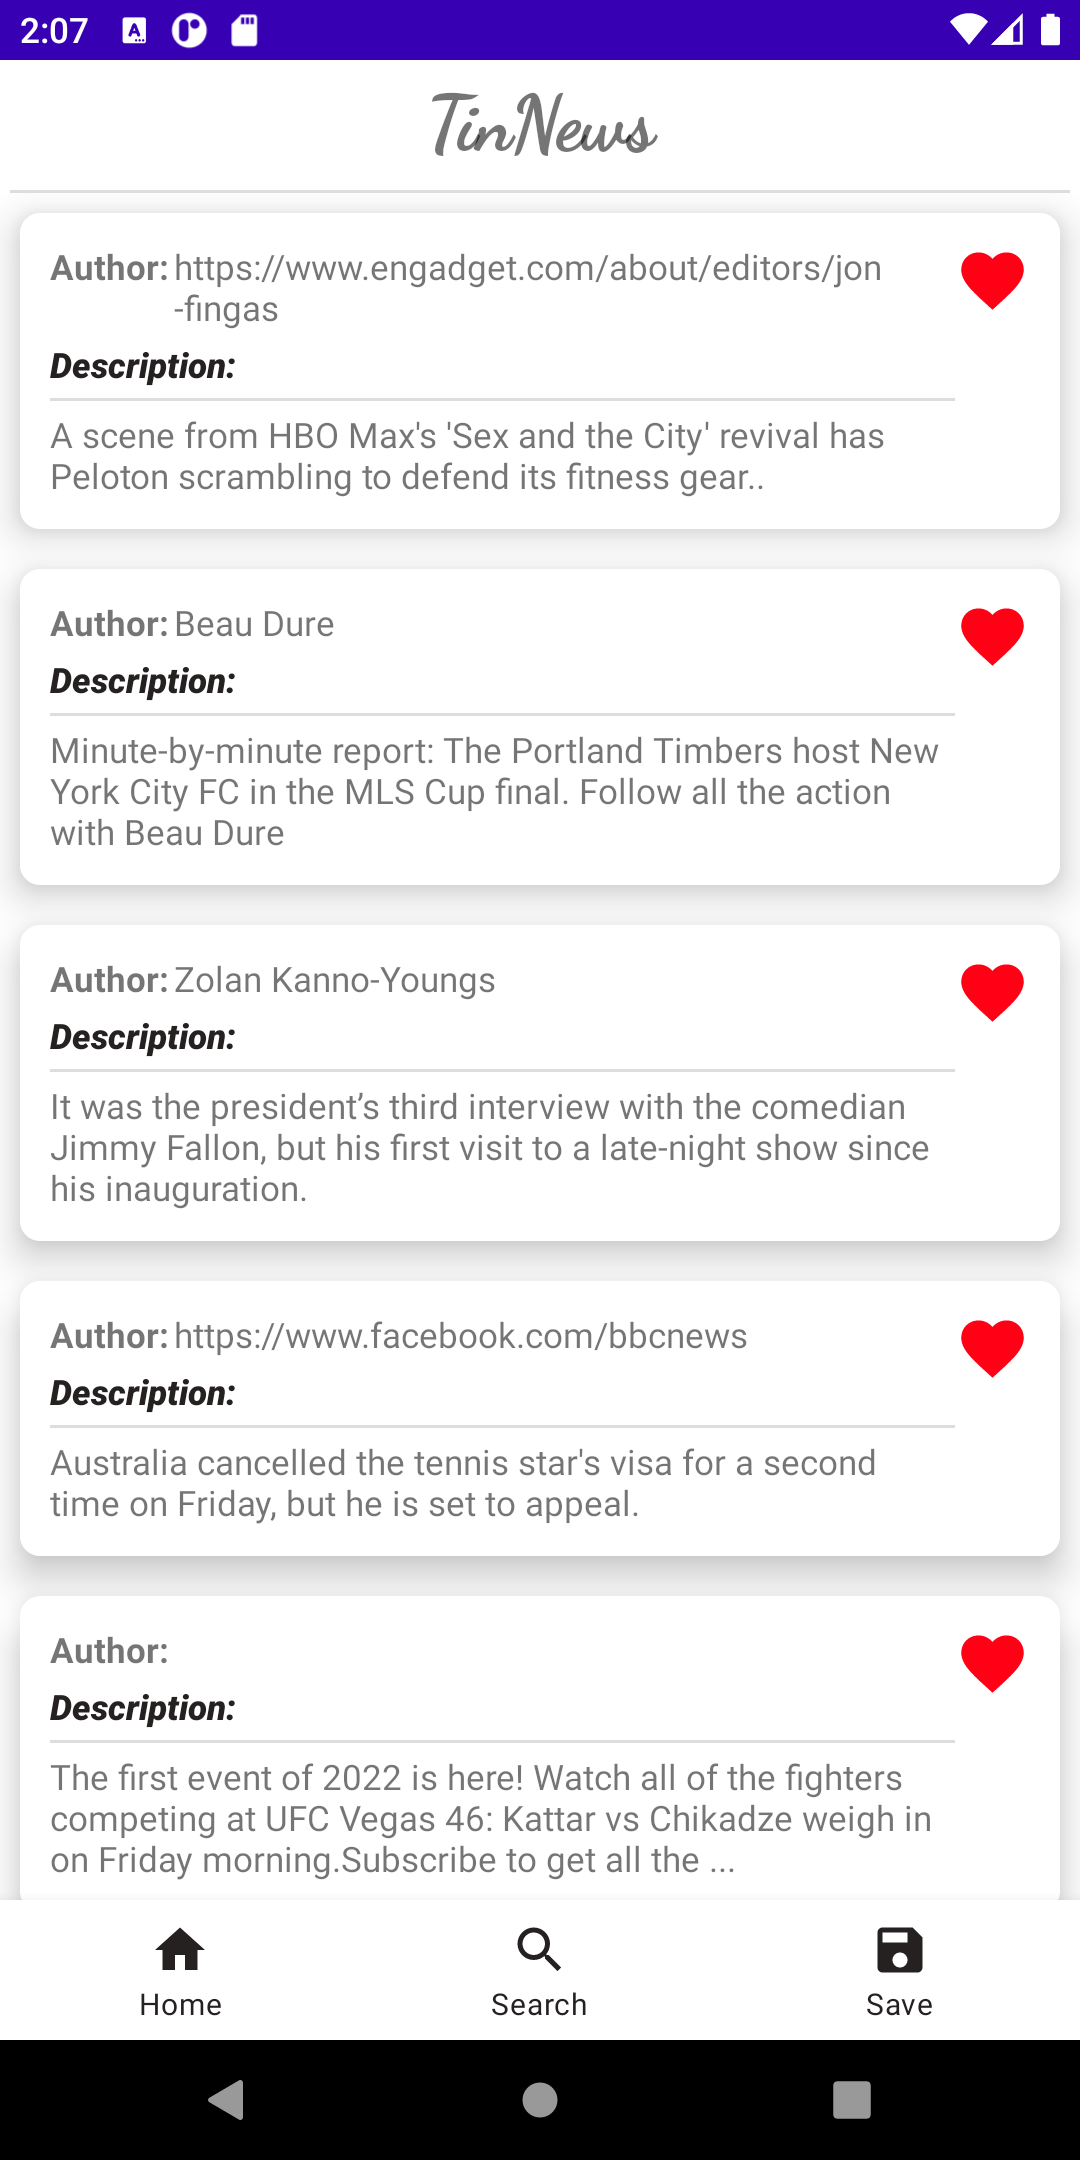 2:07
TinNews
Author: https://www.engadget.com/about/editors/jon
-fingas
Description:
A scene from HBO Max's 'Sex and the City' revival has
Peloton scrambling to defend its fitness gear..
Author: Beau Dure
Description:
Minute-by-minute report: The Portland Timbers host New
York City FC in the MLS Cup final. Follow all the action
with Beau Dure
Author: Zolan Kanno-Youngs
Description:
It was the president’s third interview with the comedian
Jimmy Fallon, but his first visit to a late-night show since
his inauguration.
Author: https://www.facebook.com/bbcnews
Description:
Australia cancelled the tennis star's visa for a second
time on Friday, but he is set to appeal.
Author:
Description:
The first event of 2022 is here! Watch all of the fighters
competing at UFC Vegas 46: Kattar vs Chikadze weigh in
on Friday morning.Subscribe to get all the ...
Home
Search
Save